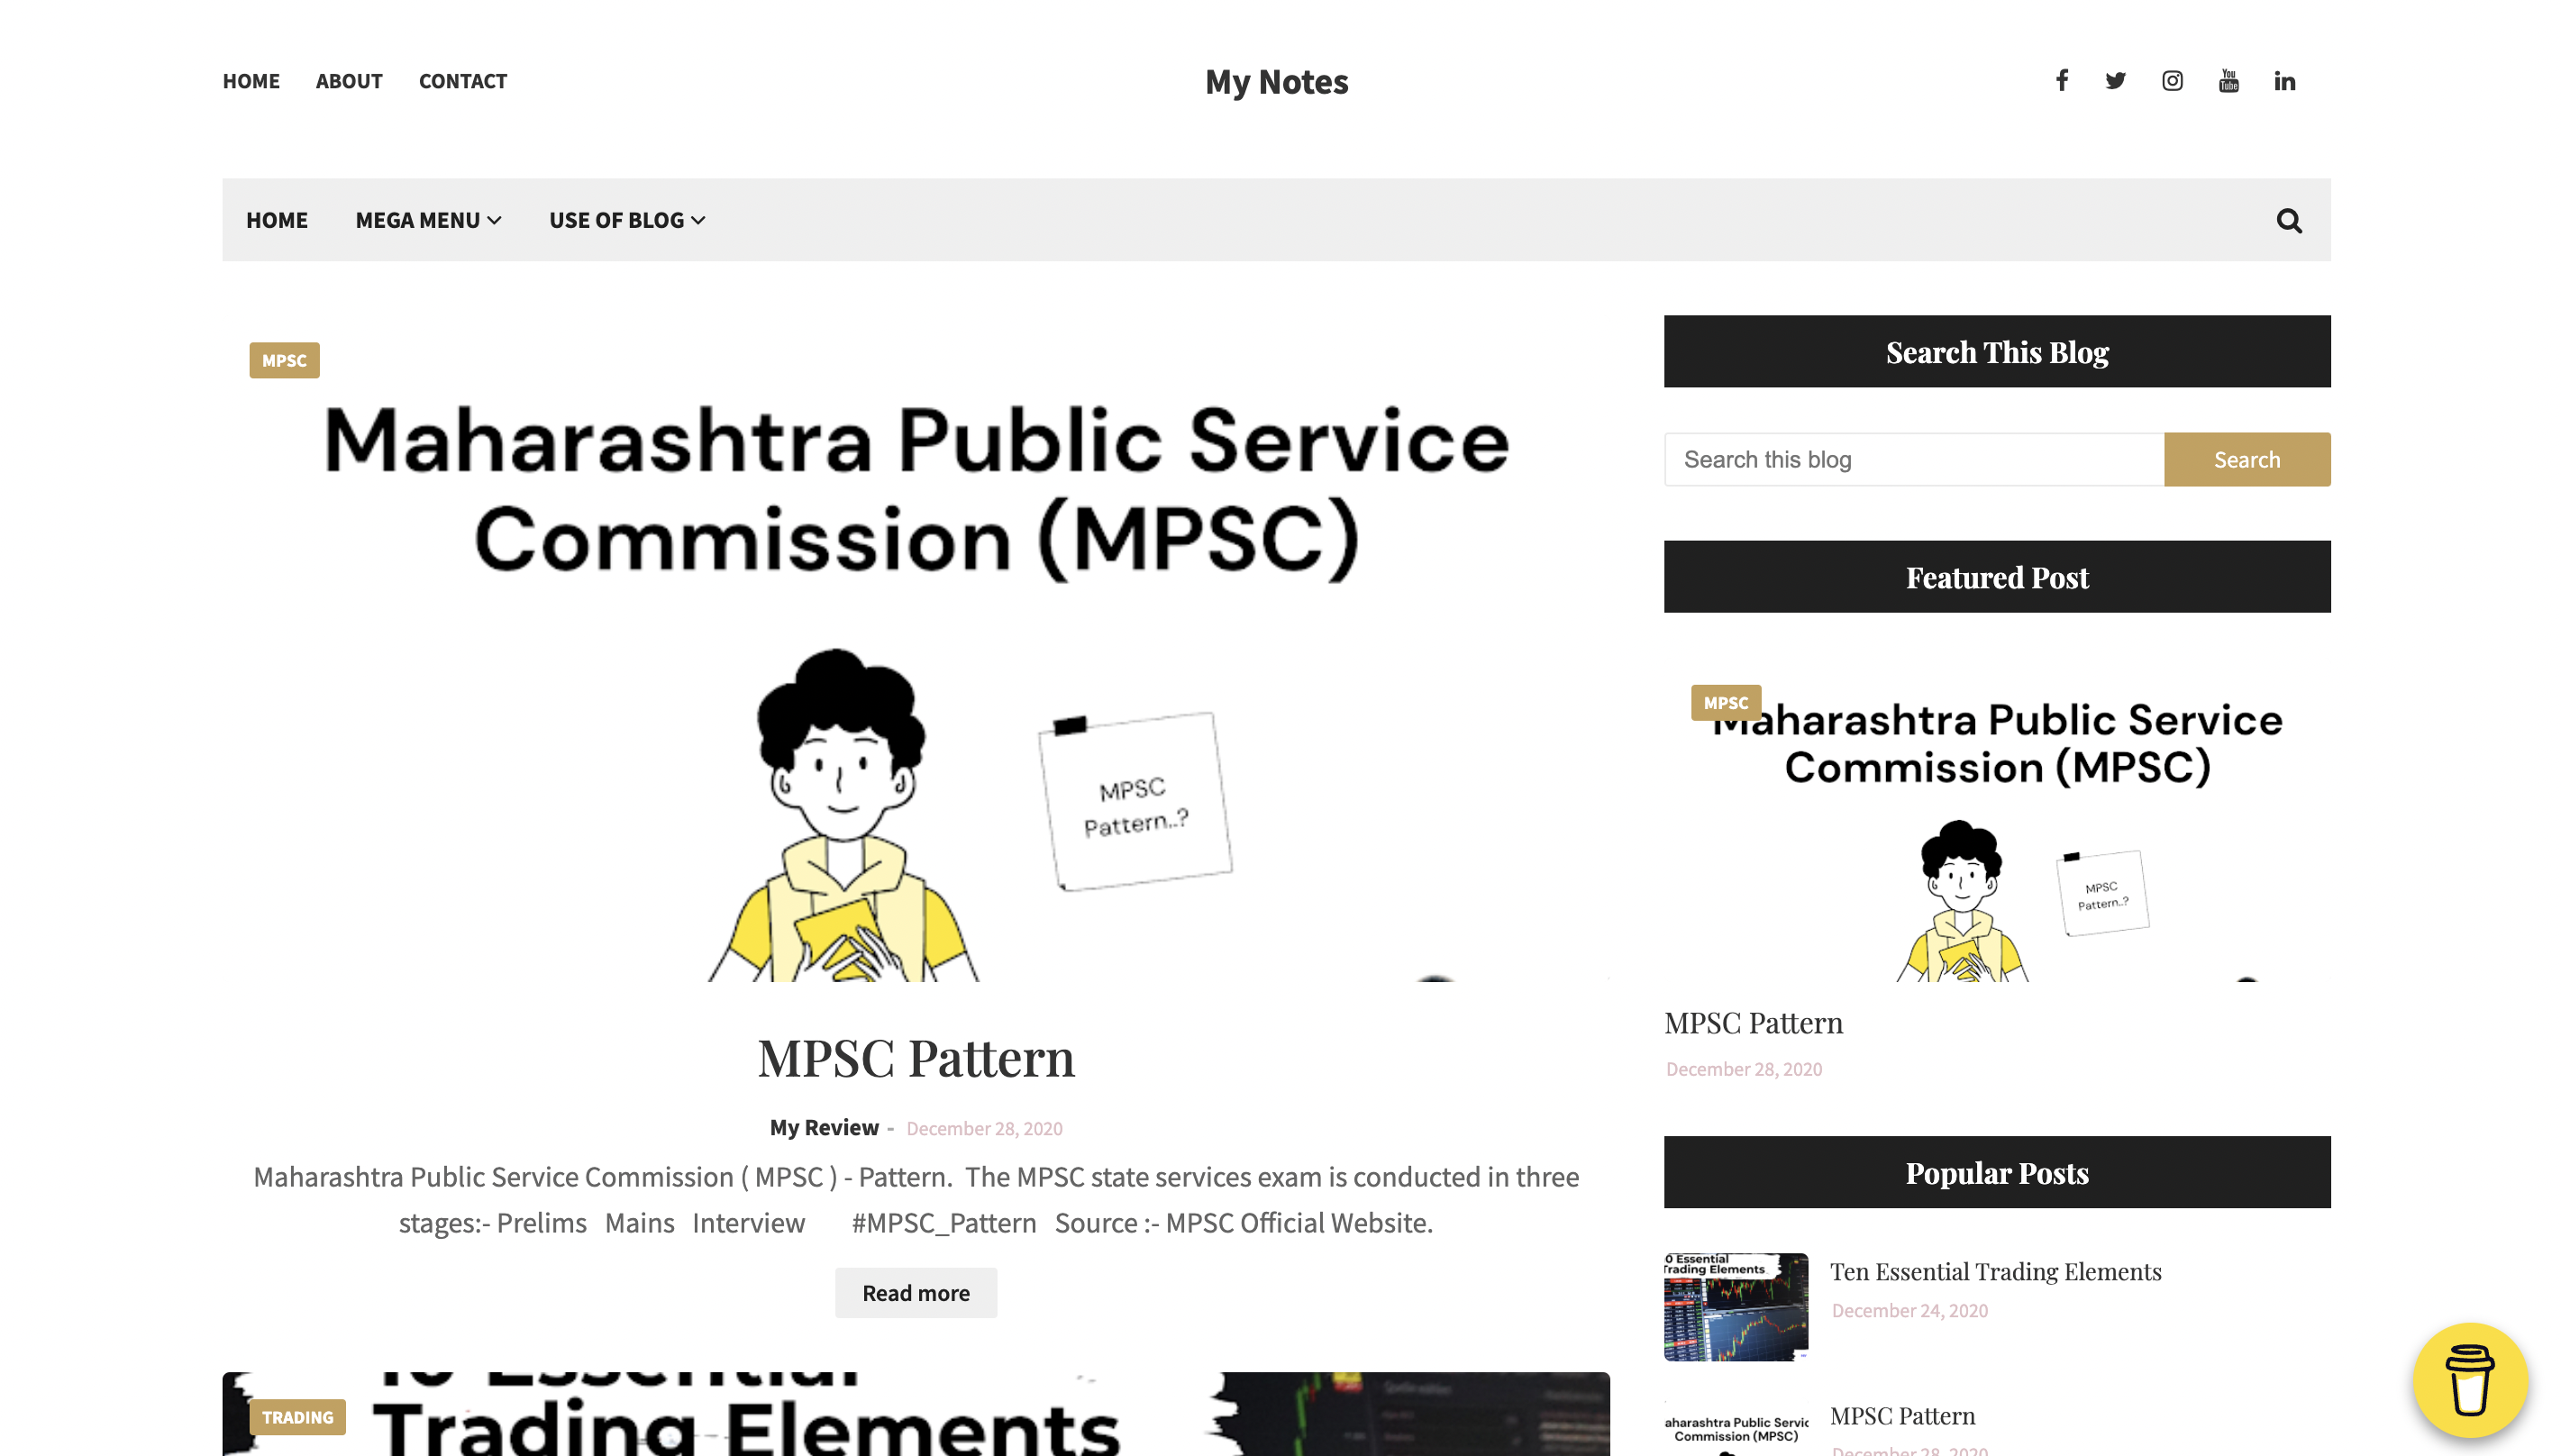 HOME ABOUT CONTACT
My Notes
HOME MEGA MENU USE OF BLOG
MPSC
Maharashtra Public Service
Commission (MPSC)
MPSC
Pattern..?
MPSC Pattern
My Review - December 28, 2020
Maharashtra Public Service Commission ( MPSC ) - Pattern. The MPSC state services exam is conducted in three
stages:- Prelims Mains Interview #MPSC_Pattern Source :- MPSC Official Website.
Read more
TRADING
10 Essential
Trading Elements
Search This Blog
Search this blog Search
Featured Post
MPSC
Maharashtra Public Service
Commission (MPSC)
MPSC
Pattern..?
MPSC Pattern
December 28, 2020
Popular Posts
0 Essential
Trading Elements
Ten Essential Trading Elements
December 24, 2020
aharashtra Public Servic
Commission (MPSC)
MPSC Pattern
December 28, 2020